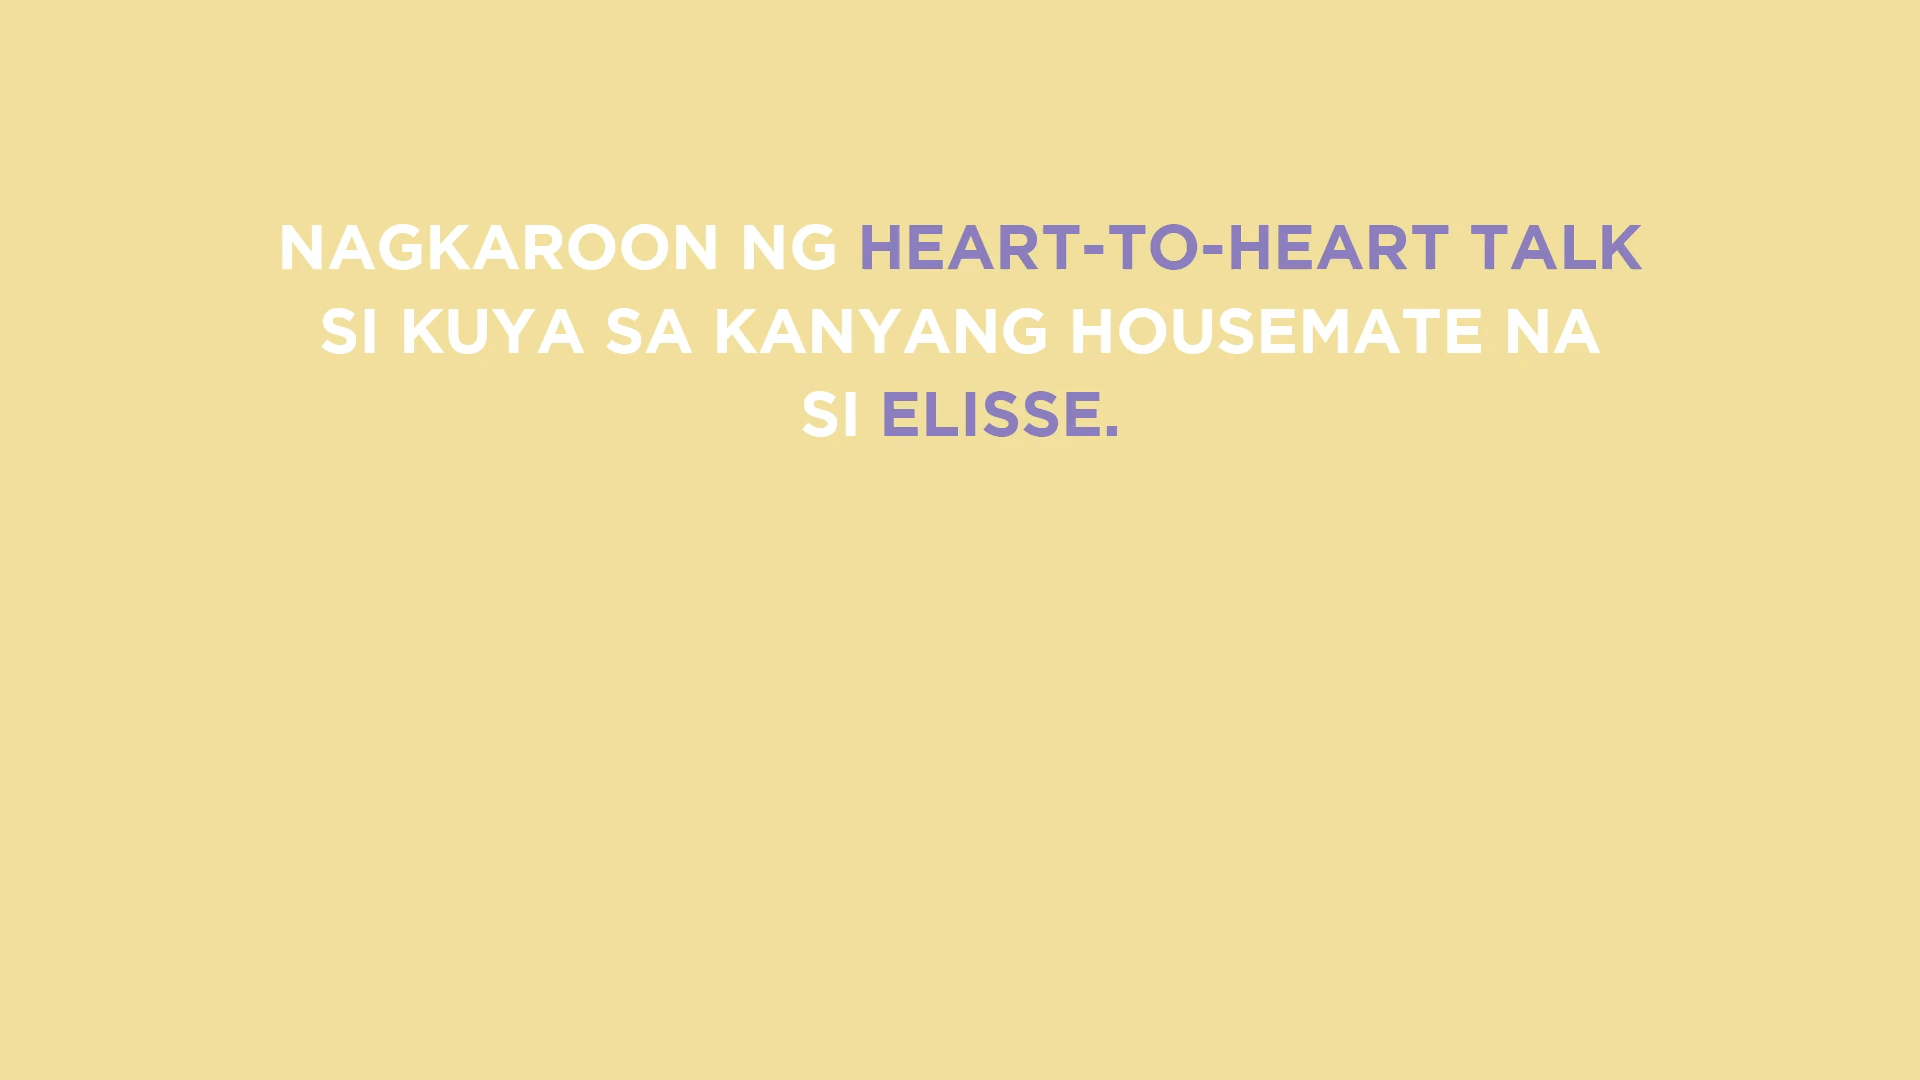 NAGKAROON NG HEART-TO-HEART TALK
SI KUYA SA KANYANG HOUSEMATE NA
SI ELISSE.